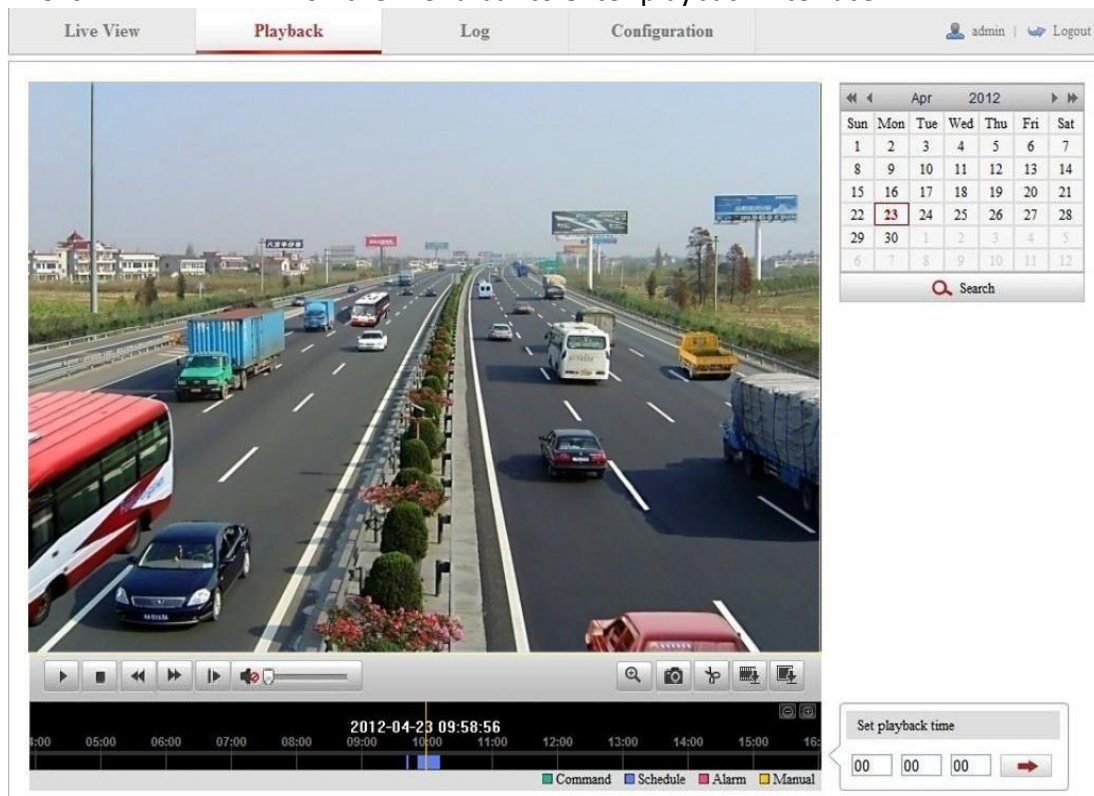 Live View Playback Log Configuration admin | Logout
Apr 2012
Sun Mon Tue Wed Thu Fri Sat
1 2 3 4 5 6 7
8 9 10 11 12 13 14
15 16 17 18 19 20 21
22 23 24 25 26 27 28
29 30 1 2 3 4 5
6 7 8 9 10 11 12
Search
2012-04-23 09:58:56
05:00 06:00 07:00 08:00 09:00 10:00 11:00 12:00 13:00 14:00 15:00
Command Schedule Alarm Manual
Set playback time
00 00 00